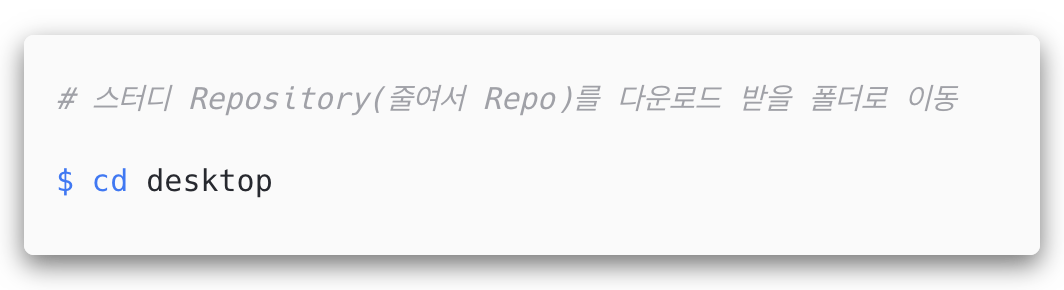 # 스터디 Repository(줄여서 Repo)를 다운로드 받을 폴더로 이동
$ cd desktop